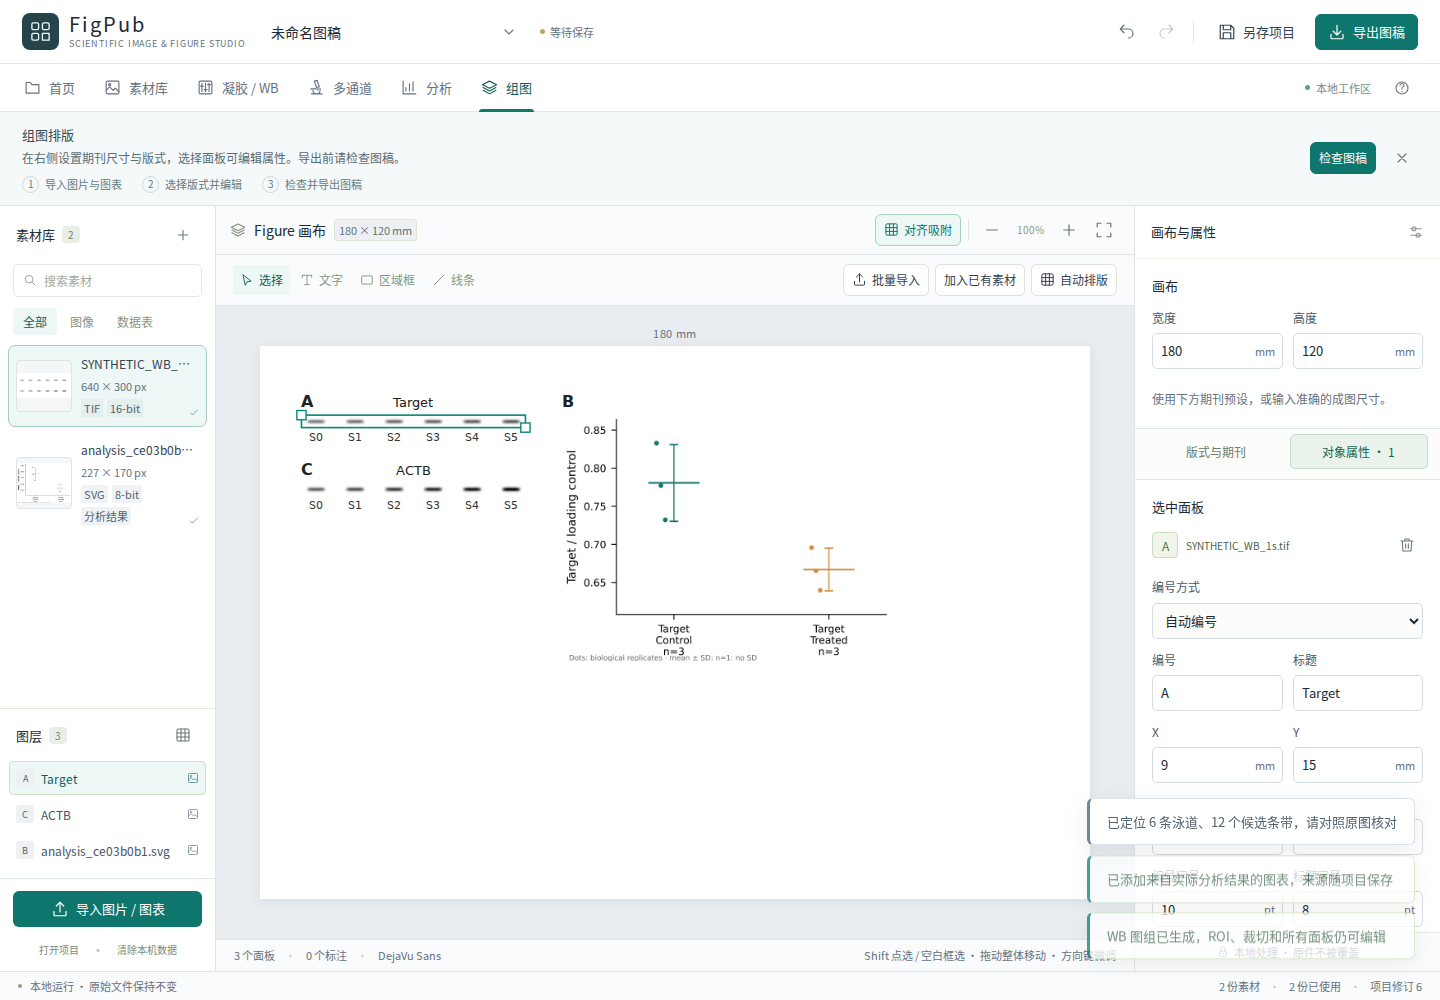 FigPub
SCIENTIFIC IMAGE & FIGURE STUDIO
未命名图稿
等待保存
另存项目
导出图稿
首页
素材库
凝胶 / WB
多通道
分析
组图
本地工作区
组图排版
在右侧设置期刊尺寸与版式，选择面板可编辑属性。导出前请检查图稿。
1 导入图片与图表
2 选择版式并编辑
3 检查并导出图稿
检查图稿
素材库 2
搜索素材
全部 图像 数据表
SYNTHETIC_WB_···
640 × 300 px
TIF 16-bit
analysis_ce03b0b···
227 × 170 px
SVG 8-bit
分析结果
图层 3
A Target
C ACTB
B analysis_ce03b0b1.svg
导入图片 / 图表
打开项目 • 清除本机数据
Figure 画布 180 × 120 mm
对齐吸附
100%
选择 文字 区域框 线条
批量导入 加入已有素材 自动排版
180 mm
A Target
S0 S1 S2 S3 S4 S5
C ACTB
S0 S1 S2 S3 S4 S5
B
Target / loading control
0.85
0.80
0.75
0.70
0.65
Target
Control
n=3
Target
Treated
n=3
Dots: biological replicates mean ± SD; n=1: no SD
3 个面板 · 0 个标注 · DejaVu Sans
Shift 点选 / 空白框选 · 拖动整体移动 · 方向键微调
画布与属性
画布
宽度 高度
180 mm 120 mm
使用下方期刊预设，或输入准确的成图尺寸。
版式与期刊 对象属性 · 1
选中面板
A SYNTHETIC_WB_1s.tif
编号方式
自动编号
编号 标题
A Target
X Y
9 mm 15 mm
已定位 6 条泳道、12 个候选条带，请对照原图核对
已添加来自实际分析结果的图表，来源随项目保存
10 pt 8 pt
WB 图组已生成，ROI、裁切和所有面板仍可编辑
本地处理 · 原件不被覆盖
本地运行 · 原始文件保持不变
2 份素材 · 2 份已使用 · 项目修订 6